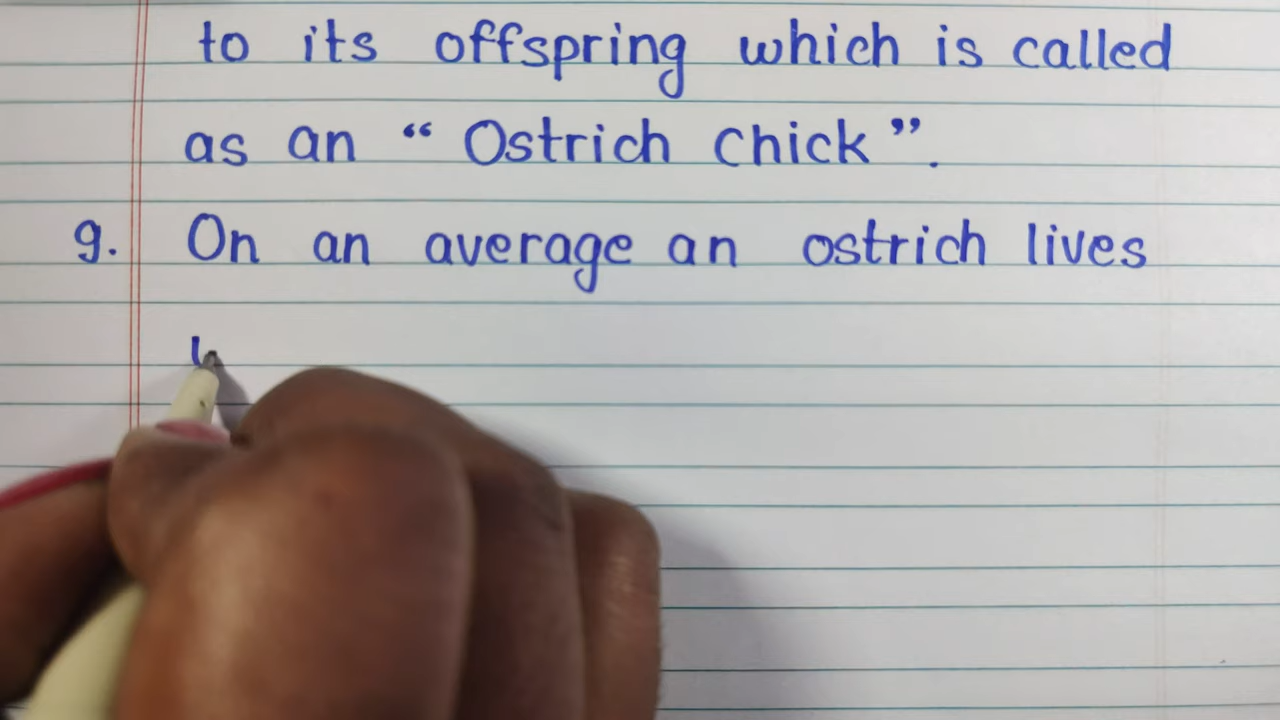 to its offspring which is called
as an “ Ostrich chick ”.
9. On an average an ostrich lives